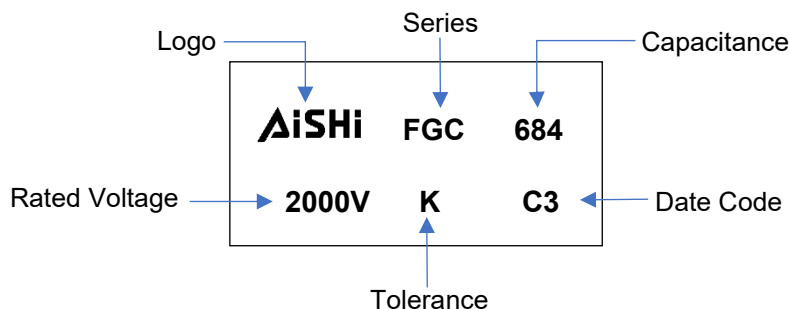 Series
Logo
Capacitance
AiSHi FGC 684
Rated Voltage
2000V K C3
Date Code
Tolerance